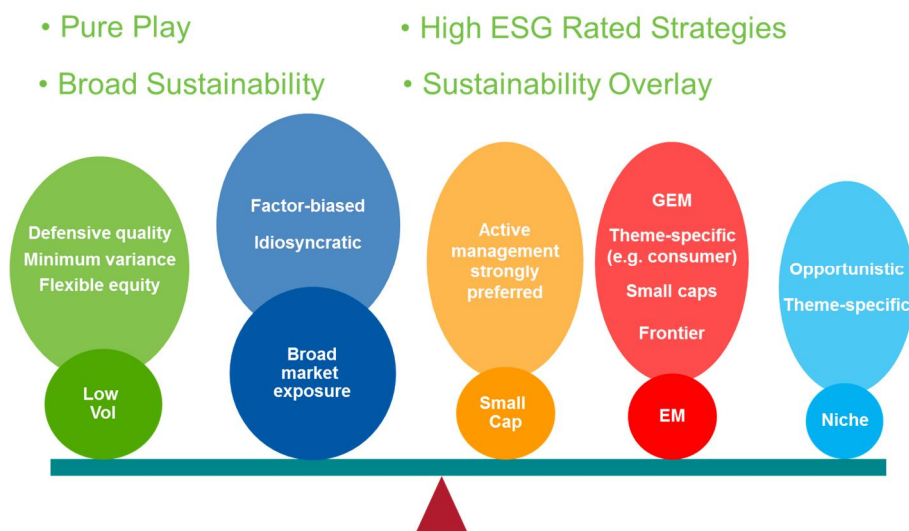 • Pure Play
• High ESG Rated Strategies
• Broad Sustainability
• Sustainability Overlay
Defensive quality
Minimum variance
Flexible equity
Low
Vol
Factor-biased
Idiosyncratic
Broad
market
exposure
Active
management
strongly
preferred
Small
Cap
GEM
Theme-specific
(e.g. consumer)
Small caps
Frontier
EM
Opportunistic
Theme-specific
Niche